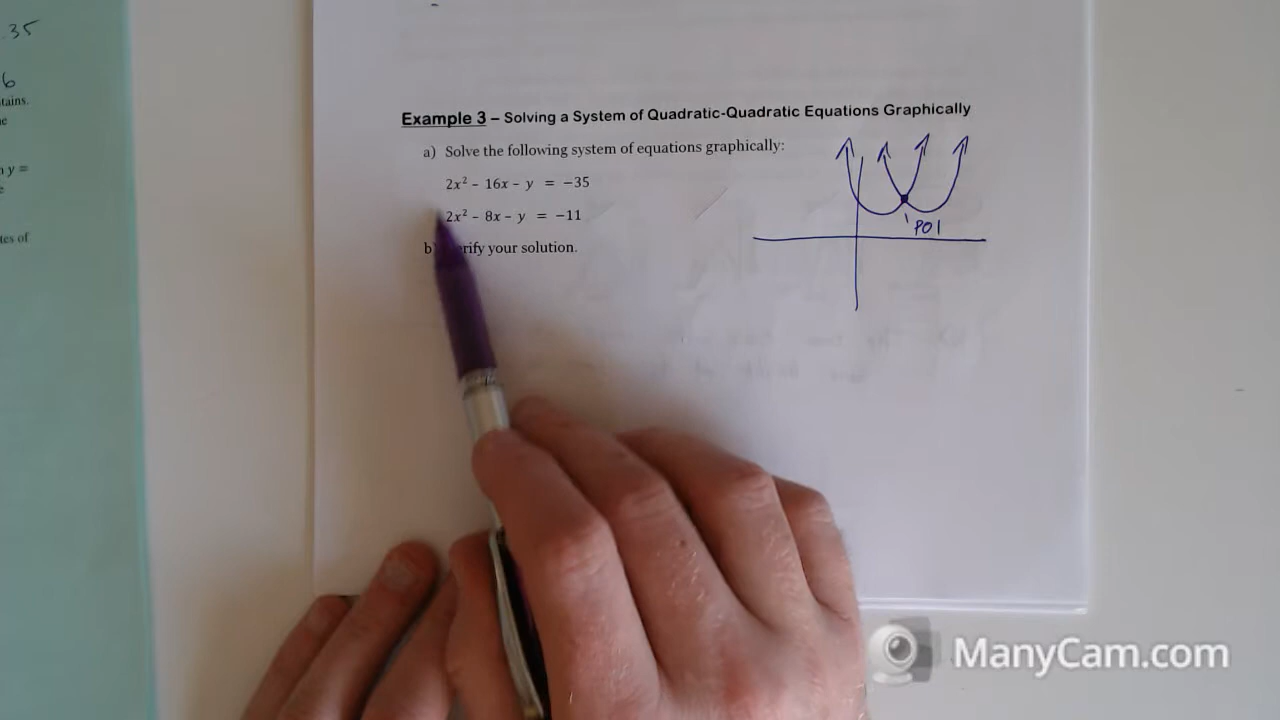 .35
6
tains.
Example 3 – Solving a System of Quadratic-Quadratic Equations Graphically
a) Solve the following system of equations graphically:
y =
2x² – 16x – y = –35
2x² – 8x – y = –11
POI
tes of
b) rify your solution.
ManyCam.com